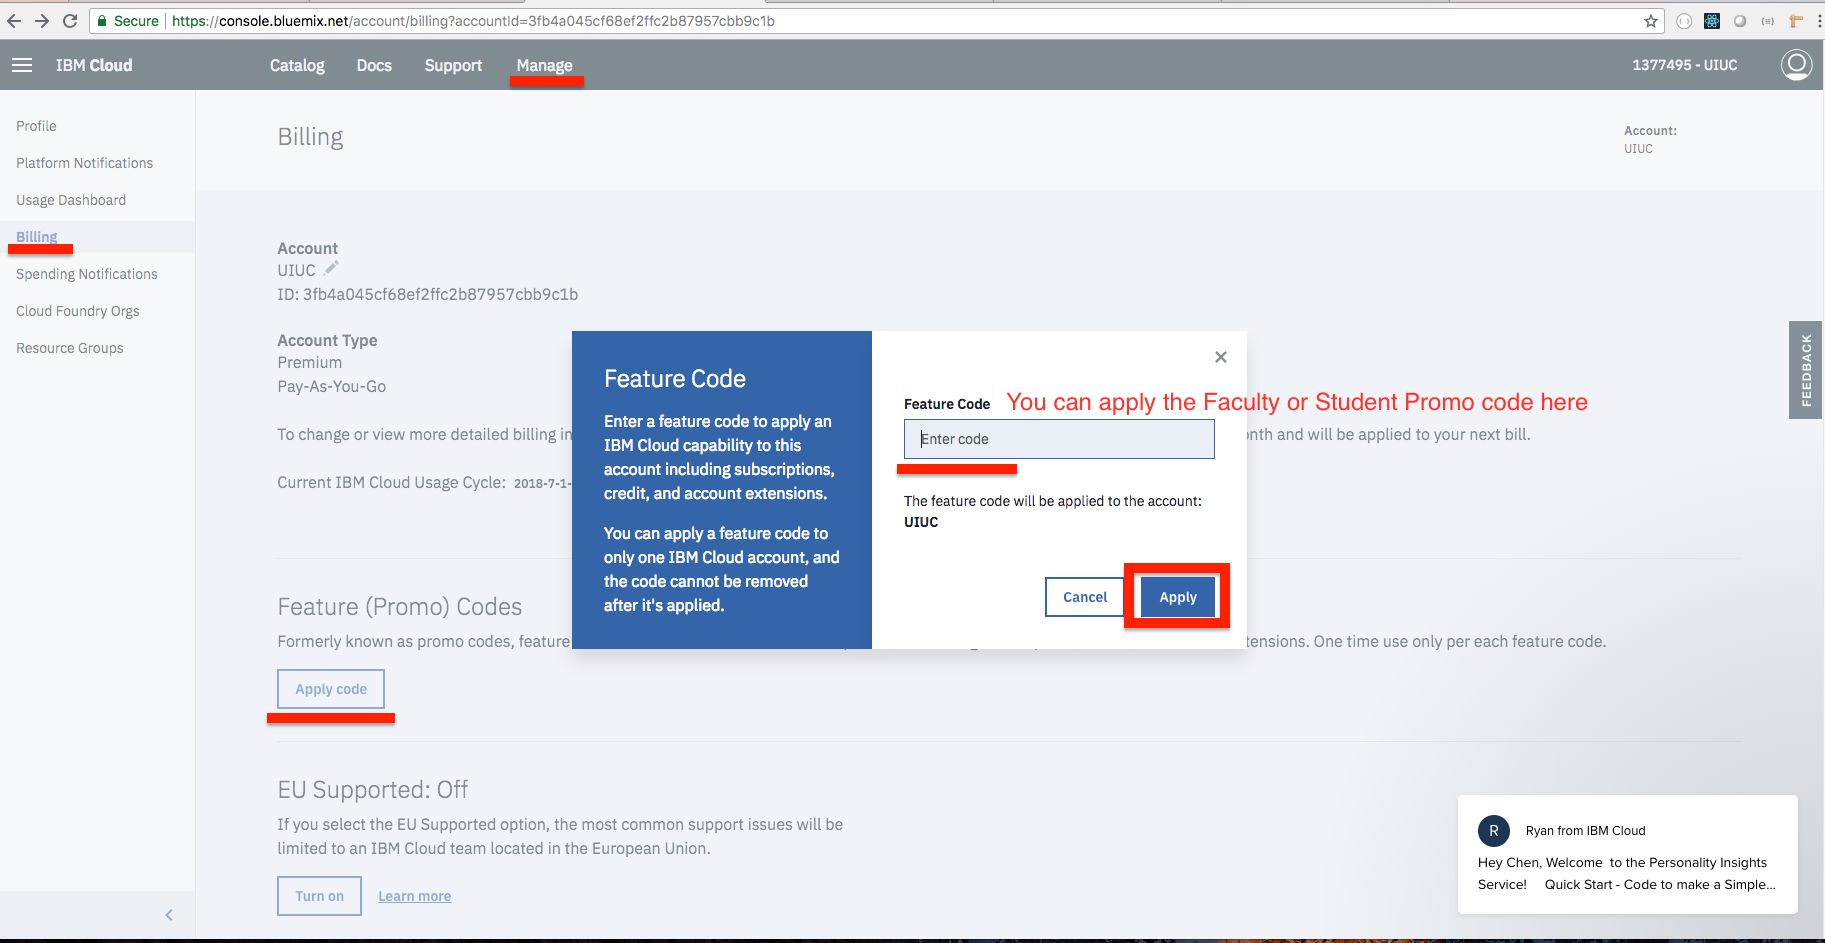 Secure https://console.bluemix.net/account/billing?accountId=3fb4a045cf68ef2ffc2b87957cbb9c1b
IBM Cloud Catalog Docs Support Manage 1377495 - UIUC
Profile
Platform Notifications
Usage Dashboard
Billing
Spending Notifications
Cloud Foundry Orgs
Resource Groups
Billing
Account:
UIUC
Account
UIUC
ID: 3fb4a045cf68ef2ffc2b87957cbb9c1b
Account Type
Premium
Pay-As-You-Go
To change or view more detailed billing in
nth and will be applied to your next bill.
Current IBM Cloud Usage Cycle: 2018-7-1-
Feature (Promo) Codes
Formerly known as promo codes, feature
tensions. One time use only per each feature code.
Apply code
EU Supported: Off
If you select the EU Supported option, the most common support issues will be
limited to an IBM Cloud team located in the European Union.
Turn on Learn more
Feature Code
Enter a feature code to apply an
IBM Cloud capability to this
account including subscriptions,
credit, and account extensions.
You can apply a feature code to
only one IBM Cloud account, and
the code cannot be removed
after it's applied.
Feature Code You can apply the Faculty or Student Promo code here
Enter code
The feature code will be applied to the account:
UIUC
Cancel Apply
FEEDBACK
R Ryan from IBM Cloud
Hey Chen, Welcome to the Personality Insights
Service! Quick Start - Code to make a Simple...